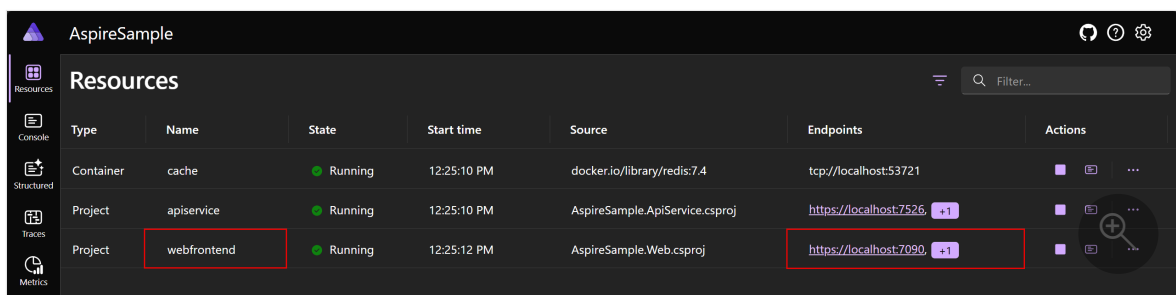 AspireSample
Resources
Filter...
Resources
Console
Structured
Traces
Metrics
Type Name State Start time Source Endpoints Actions
Container cache Running 12:25:10 PM docker.io/library/redis:7.4 tcp://localhost:53721
Project apiservice Running 12:25:10 PM AspireSample.ApiService.csproj https://localhost:7526, +1
Project webfrontend Running 12:25:12 PM AspireSample.Web.csproj https://localhost:7090, +1